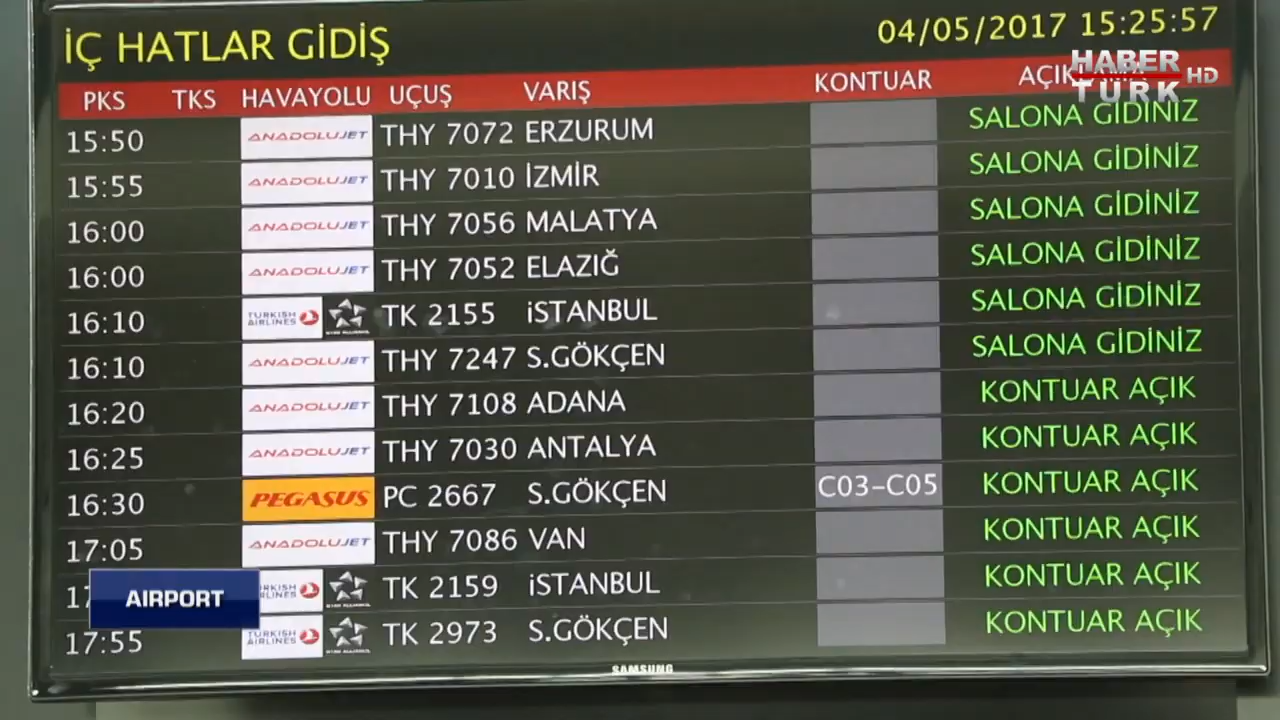 İÇ HATLAR GİDİŞ 04/05/2017 15:25:57
HABER
TÜRK HD
PKS TKS HAVAYOLU UÇUŞ VARIŞ KONTUAR
15:50 ANADOLUJET THY 7072 ERZURUM SALONA GİDİNİZ
15:55 ANADOLUJET THY 7010 İZMİR SALONA GİDİNİZ
16:00 ANADOLUJET THY 7056 MALATYA SALONA GİDİNİZ
16:00 ANADOLUJET THY 7052 ELAZIĞ SALONA GİDİNİZ
16:10 TURKISH AIRLINES STAR ALLIANCE TK 2155 iSTANBUL SALONA GİDİNİZ
16:10 ANADOLUJET THY 7247 S.GÖKÇEN SALONA GİDİNİZ
16:20 ANADOLUJET THY 7108 ADANA KONTUAR AÇIK
16:25 ANADOLUJET THY 7030 ANTALYA KONTUAR AÇIK
16:30 PEGASUS PC 2667 S.GÖKÇEN C03-C05 KONTUAR AÇIK
17:05 ANADOLUJET THY 7086 VAN KONTUAR AÇIK
AIRPORT TK 2159 iSTANBUL KONTUAR AÇIK
17:55 TURKISH AIRLINES STAR ALLIANCE TK 2973 S.GÖKÇEN KONTUAR AÇIK
SAMSUNG